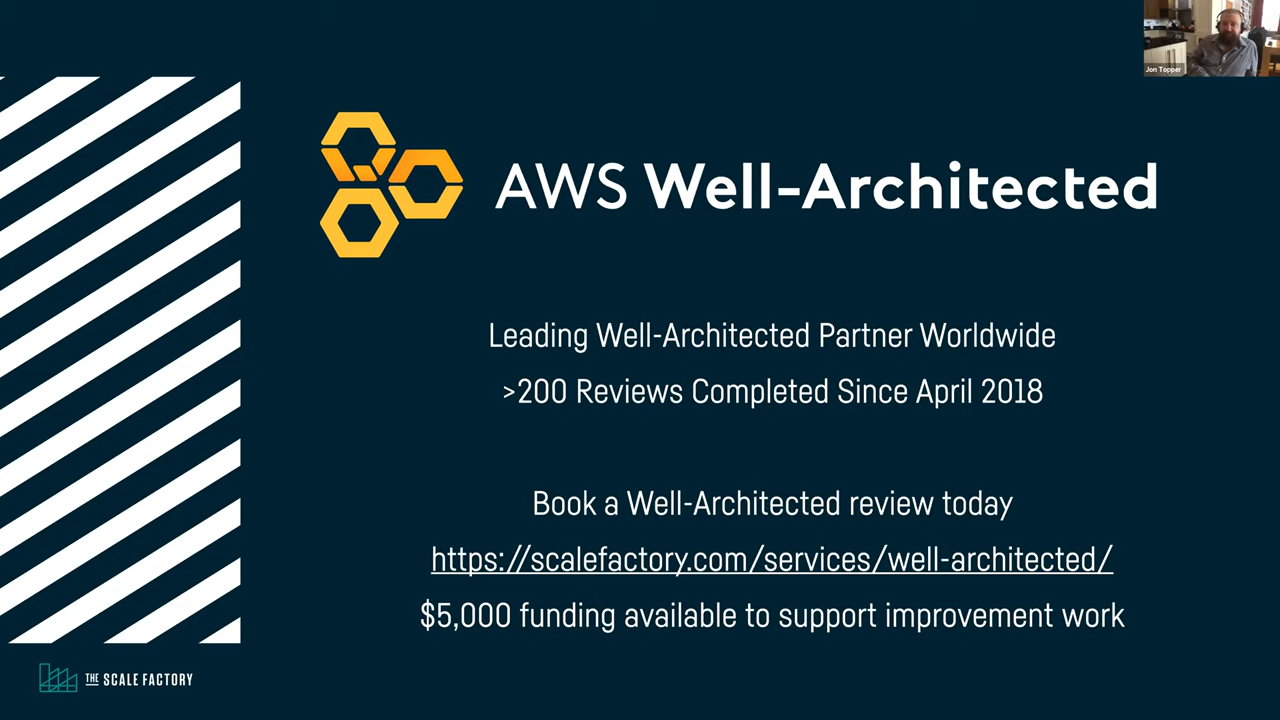 Jon Topper
AWS Well-Architected
Leading Well-Architected Partner Worldwide
>200 Reviews Completed Since April 2018
Book a Well-Architected review today
https://scalefactory.com/services/well-architected/
$5,000 funding available to support improvement work
THE SCALE FACTORY